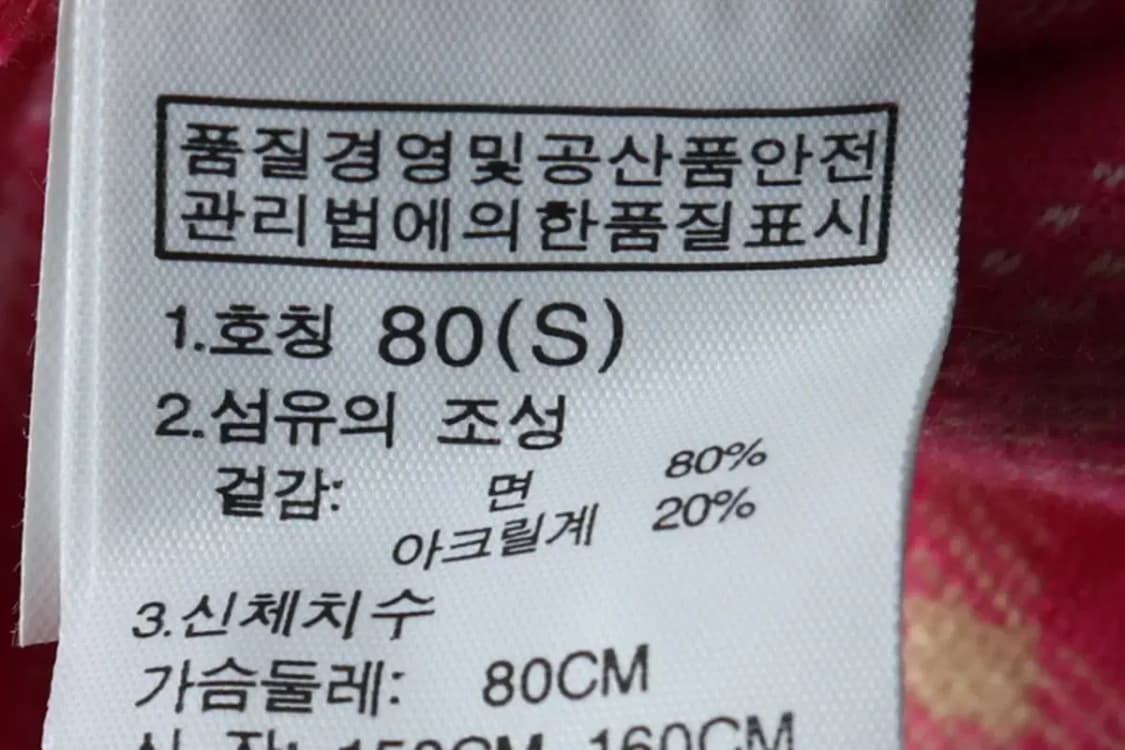 품질경영및공산품안전
관리법에의한품질표시
1.호칭 80(S)
2.섬유의 조성
겉감: 면 80%
아크릴계 20%
3.신체치수
가슴둘레: 80CM
160CM